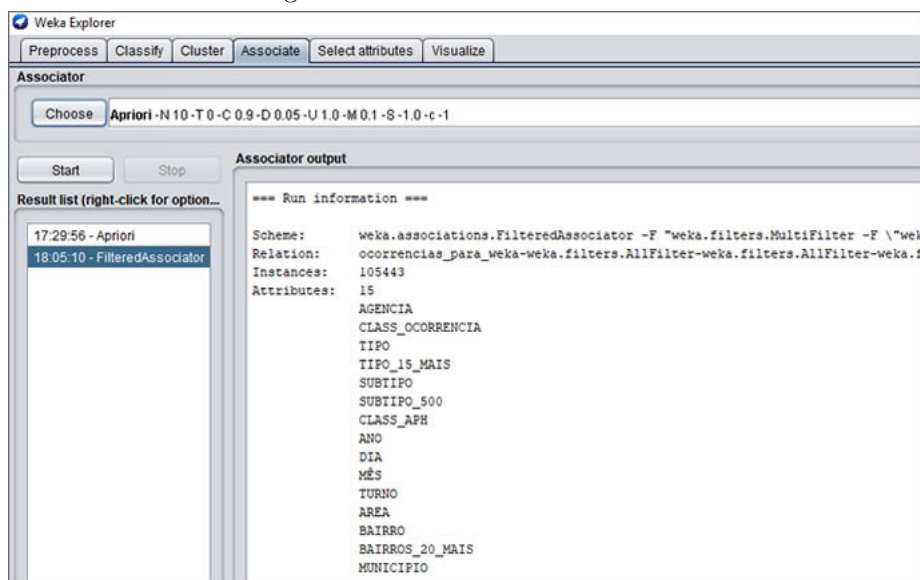 Weka Explorer
Preprocess Classify Cluster Associate Select attributes Visualize
Associator
Choose Apriori -N 10 -T 0 -C 0.9 -D 0.05 -U 1.0 -M 0.1 -S -1.0 -c -1
Start Stop
Result list (right-click for option...
17:29:56 - Apriori
18:05:10 - FilteredAssociator
Associator output
=== Run information ===
Scheme: weka.associations.FilteredAssociator -F "weka.filters.MultiFilter -F \"wek
Relation: ocorrencias_para_weka-weka.filters.AllFilter-weka.filters.AllFilter-weka.f
Instances: 105443
Attributes: 15
AGENCIA
CLASS_OCORRENCIA
TIPO
TIPO_15_MAIS
SUBTIPO
SUBTIPO_500
CLASS_APH
ANO
DIA
MÊS
TURNO
AREA
BAIRRO
BAIRROS_20_MAIS
MUNICIPIO